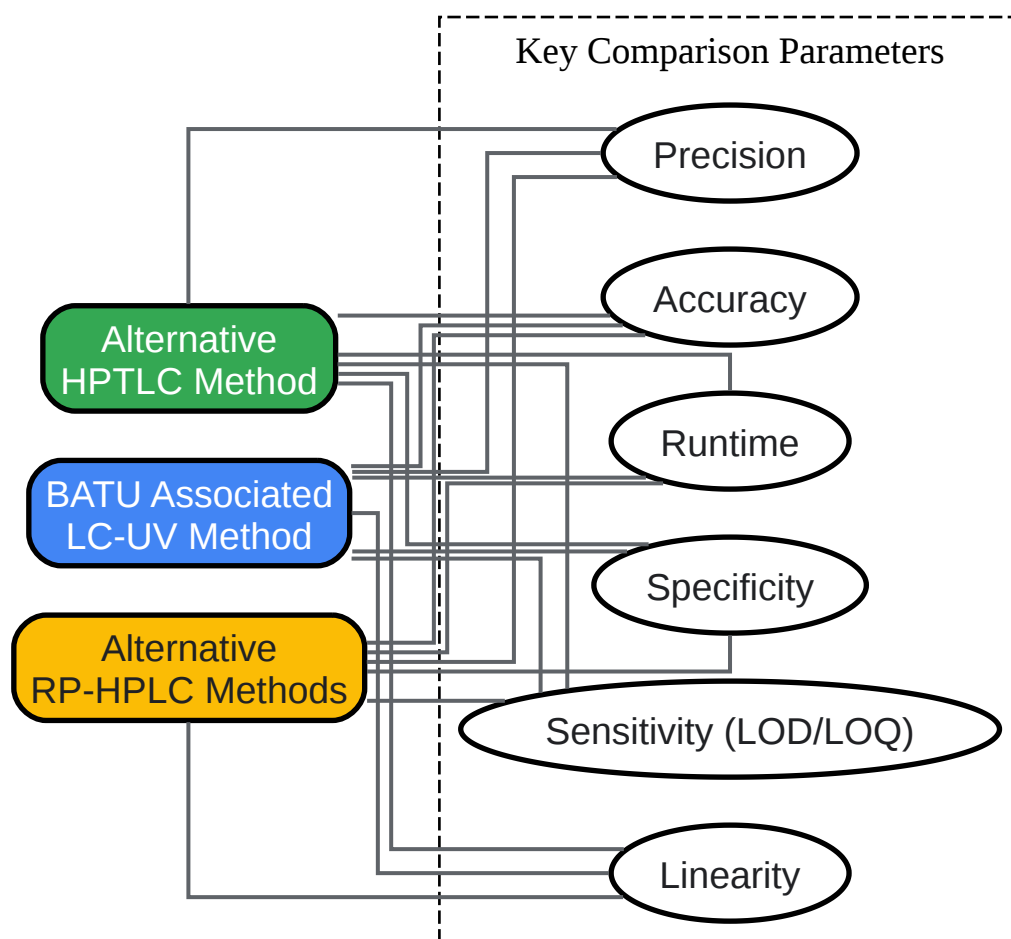 Key Comparison Parameters
Precision
Accuracy
Alternative
HPTLC Method
Runtime
BATU Associated
LC-UV Method
Specificity
Alternative
RP-HPLC Methods
Sensitivity (LOD/LOQ)
Linearity